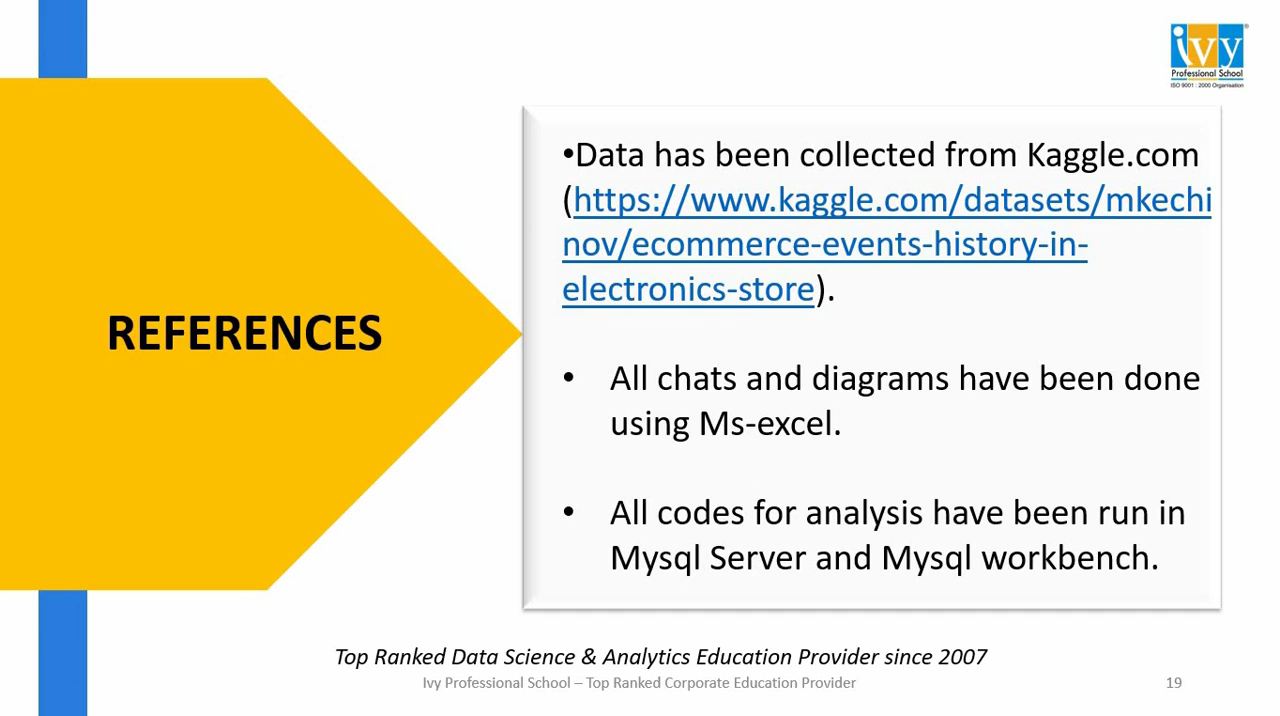 ivy®
Professional School
ISO 9001 : 2000 Organisation
REFERENCES
•Data has been collected from Kaggle.com
(https://www.kaggle.com/datasets/mkechi
nov/ecommerce-events-history-in-
electronics-store).
• All chats and diagrams have been done
using Ms-excel.
• All codes for analysis have been run in
Mysql Server and Mysql workbench.
Top Ranked Data Science & Analytics Education Provider since 2007
Ivy Professional School – Top Ranked Corporate Education Provider
19